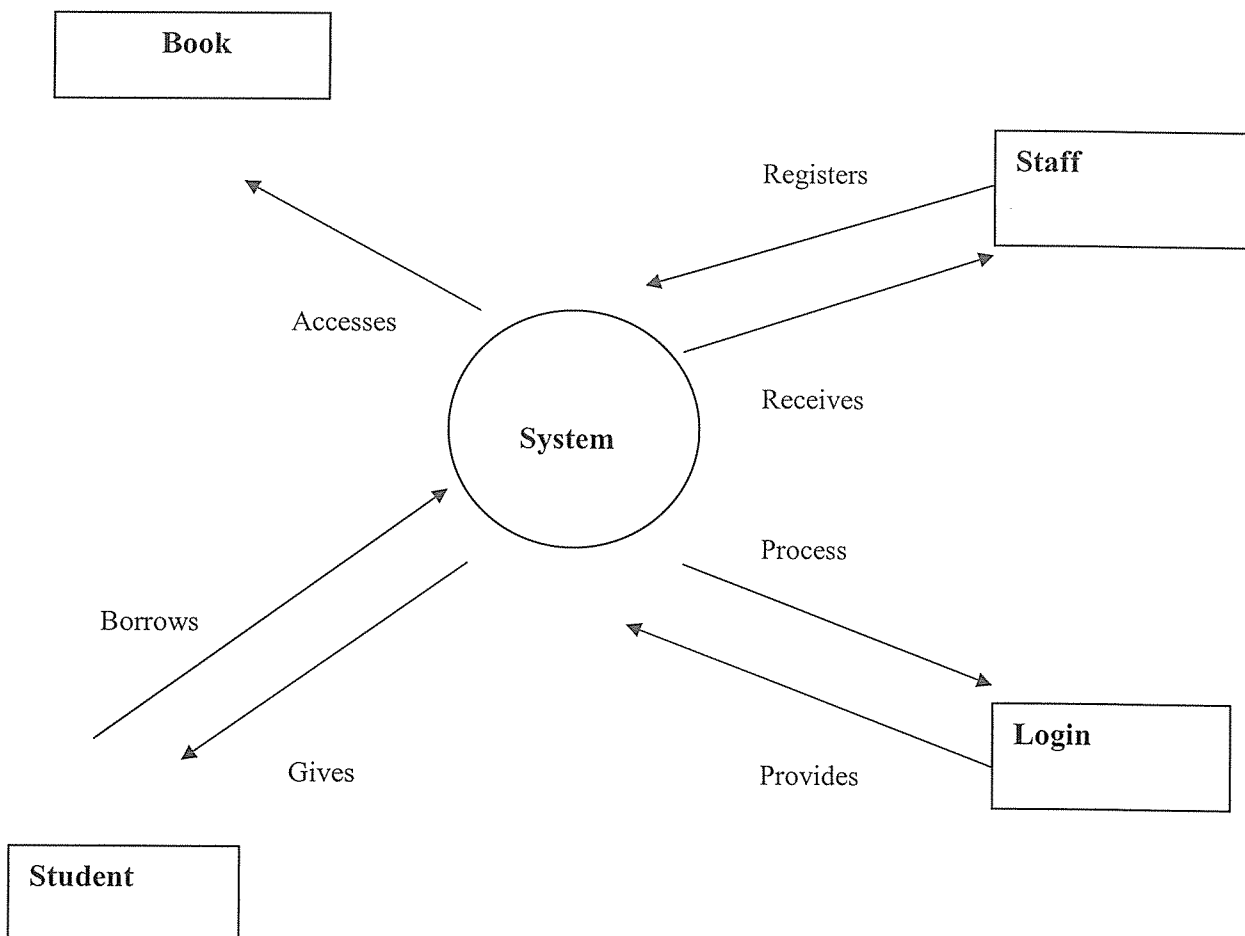 Book
Staff
Registers
Accesses
Receives
System
Process
Borrows
Login
Gives
Provides
Student